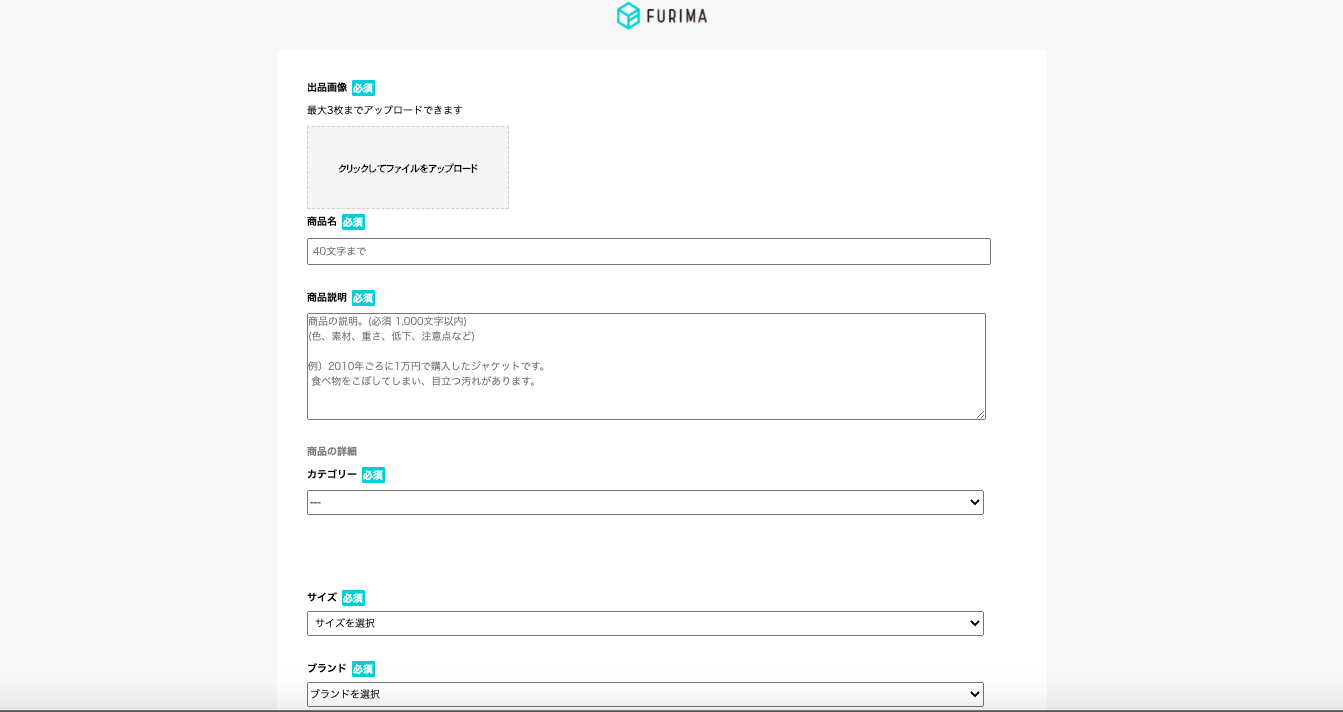 FURIMA
出品画像 必須
最大3枚までアップロードできます
クリックしてファイルをアップロード
商品名 必須
40文字まで
商品説明 必須
商品の説明。(必須 1,000文字以内)
(色、素材、重さ、低下、注意点など)
例）2010年ごろに1万円で購入したジャケットです。
食べ物をこぼしてしまい、目立つ汚れがあります。
商品の詳細
カテゴリー 必須
---
サイズ 必須
サイズを選択
ブランド 必須
ブランドを選択